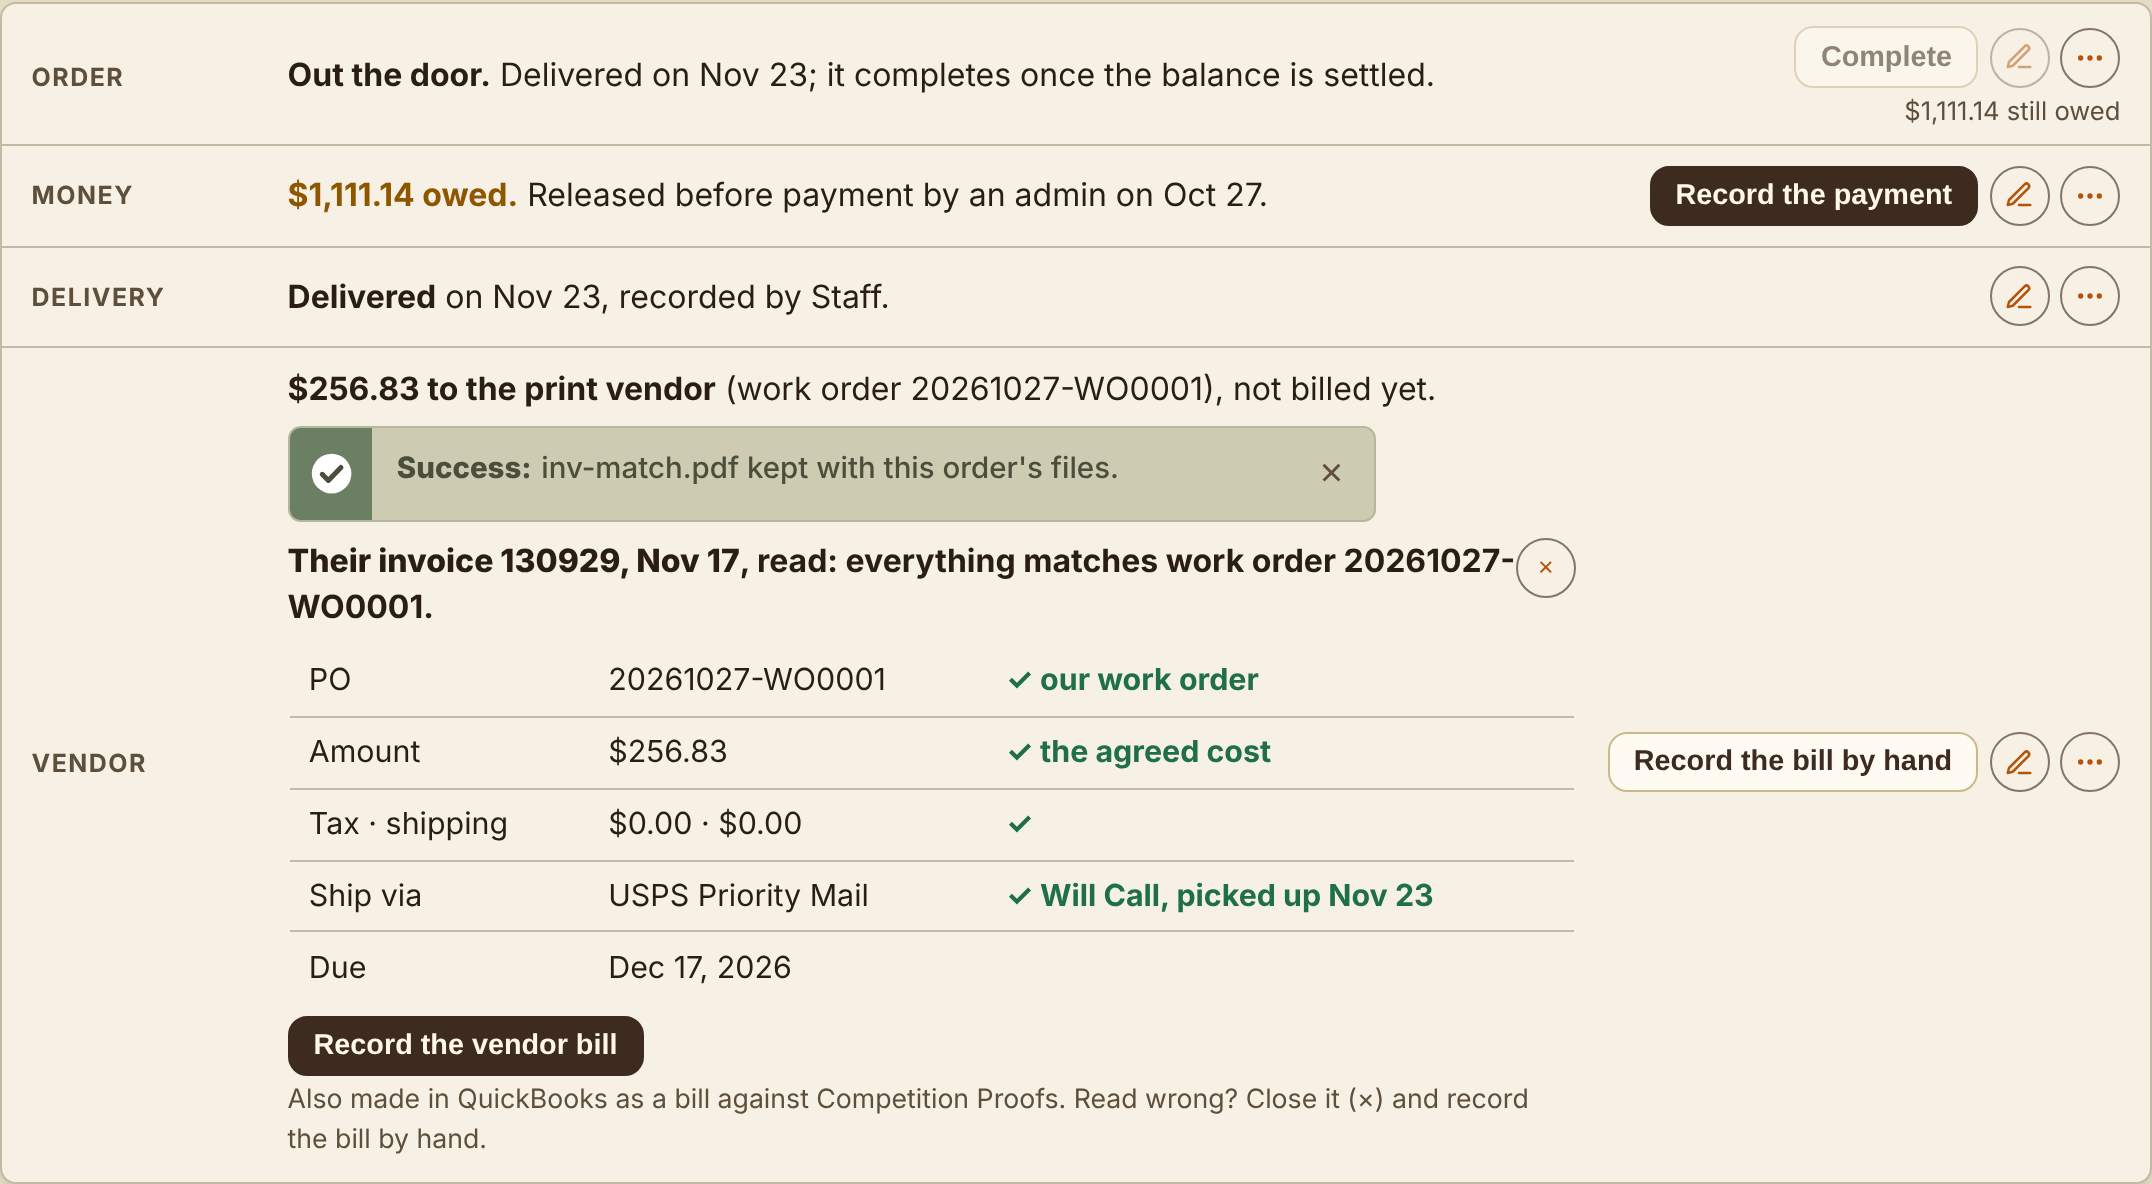 ORDER
Out the door. Delivered on Nov 23; it completes once the balance is settled.
Complete
$1,111.14 still owed
MONEY
$1,111.14 owed. Released before payment by an admin on Oct 27.
Record the payment
DELIVERY
Delivered on Nov 23, recorded by Staff.
VENDOR
$256.83 to the print vendor (work order 20261027-WO0001), not billed yet.
Success: inv-match.pdf kept with this order's files.
Their invoice 130929, Nov 17, read: everything matches work order 20261027-
WO0001.
PO 20261027-WO0001 ✓ our work order
Amount $256.83 ✓ the agreed cost
Tax · shipping $0.00 · $0.00 ✓
Ship via USPS Priority Mail ✓ Will Call, picked up Nov 23
Due Dec 17, 2026
Record the vendor bill
Also made in QuickBooks as a bill against Competition Proofs. Read wrong? Close it (×) and record
the bill by hand.
Record the bill by hand